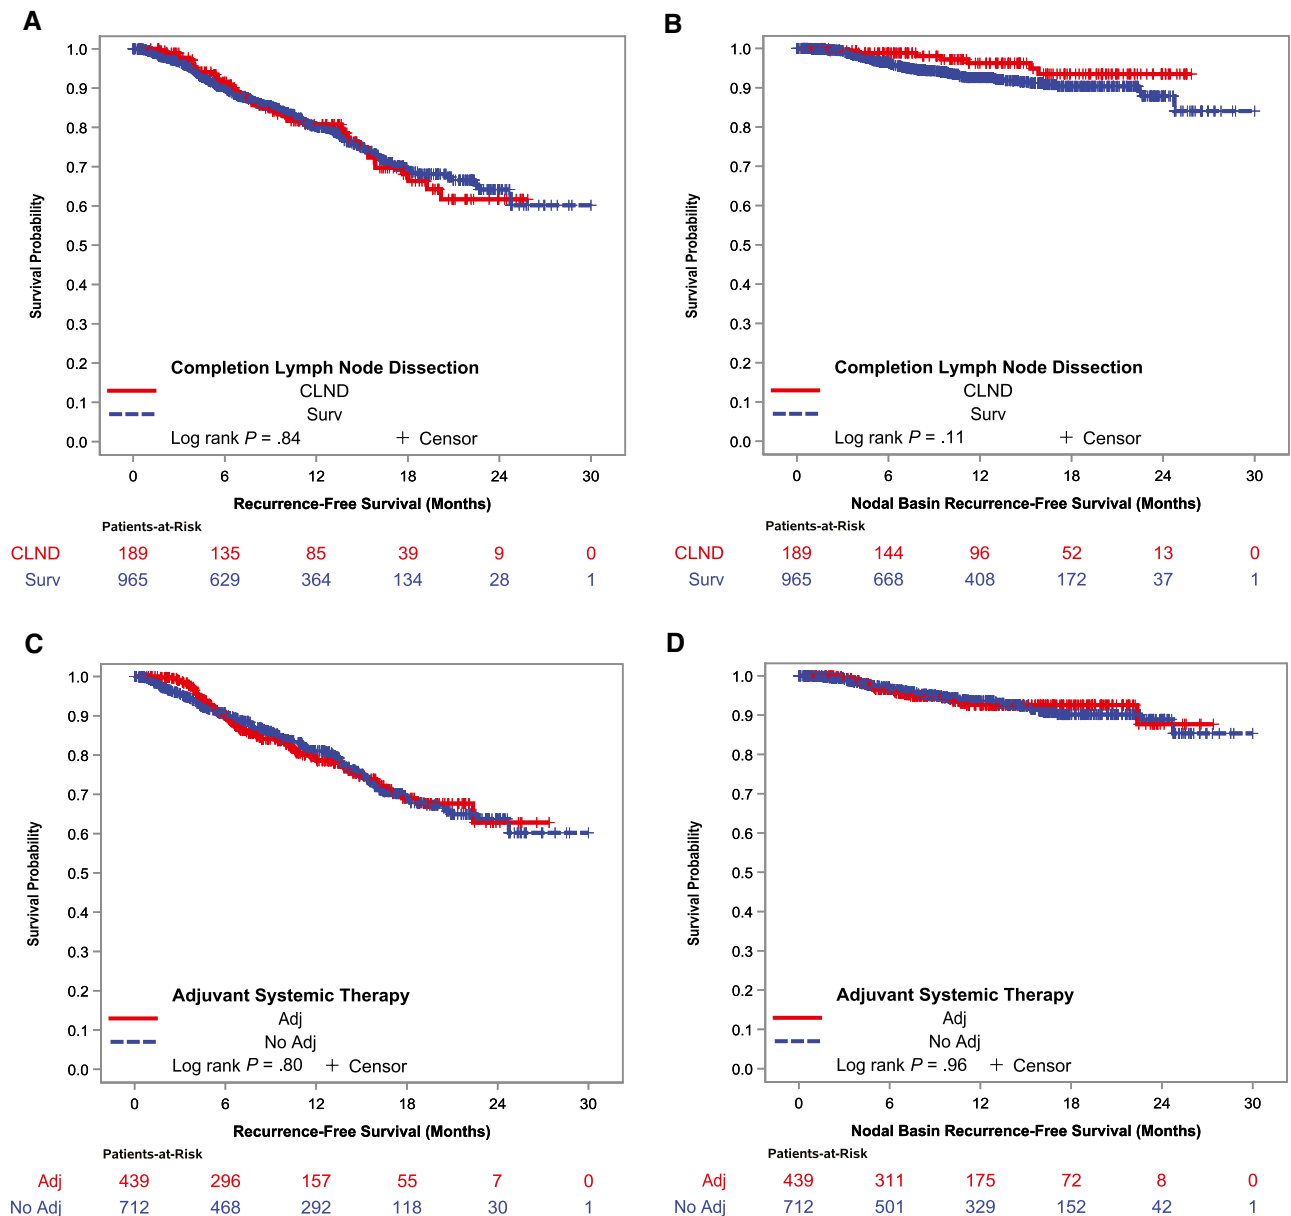 A
Survival Probability
1.0
0.9
0.8
0.7
0.6
0.5
0.4
0.3
0.2
0.1
0.0
Completion Lymph Node Dissection
CLND
Surv
Log rank P = .84 + Censor
0 6 12 18 24 30
Recurrence-Free Survival (Months)
Patients-at-Risk
CLND 189 135 85 39 9 0
Surv 965 629 364 134 28 1
B
Survival Probability
1.0
0.9
0.8
0.7
0.6
0.5
0.4
0.3
0.2
0.1
0.0
Completion Lymph Node Dissection
CLND
Surv
Log rank P = .11 + Censor
0 6 12 18 24 30
Nodal Basin Recurrence-Free Survival (Months)
Patients-at-Risk
CLND 189 144 96 52 13 0
Surv 965 668 408 172 37 1
C
Survival Probability
1.0
0.9
0.8
0.7
0.6
0.5
0.4
0.3
0.2
0.1
0.0
Adjuvant Systemic Therapy
Adj
No Adj
Log rank P = .80 + Censor
0 6 12 18 24 30
Recurrence-Free Survival (Months)
Patients-at-Risk
Adj 439 296 157 55 7 0
No Adj 712 468 292 118 30 1
D
Survival Probability
1.0
0.9
0.8
0.7
0.6
0.5
0.4
0.3
0.2
0.1
0.0
Adjuvant Systemic Therapy
Adj
No Adj
Log rank P = .96 + Censor
0 6 12 18 24 30
Nodal Basin Recurrence-Free Survival (Months)
Patients-at-Risk
Adj 439 311 175 72 8 0
No Adj 712 501 329 152 42 1